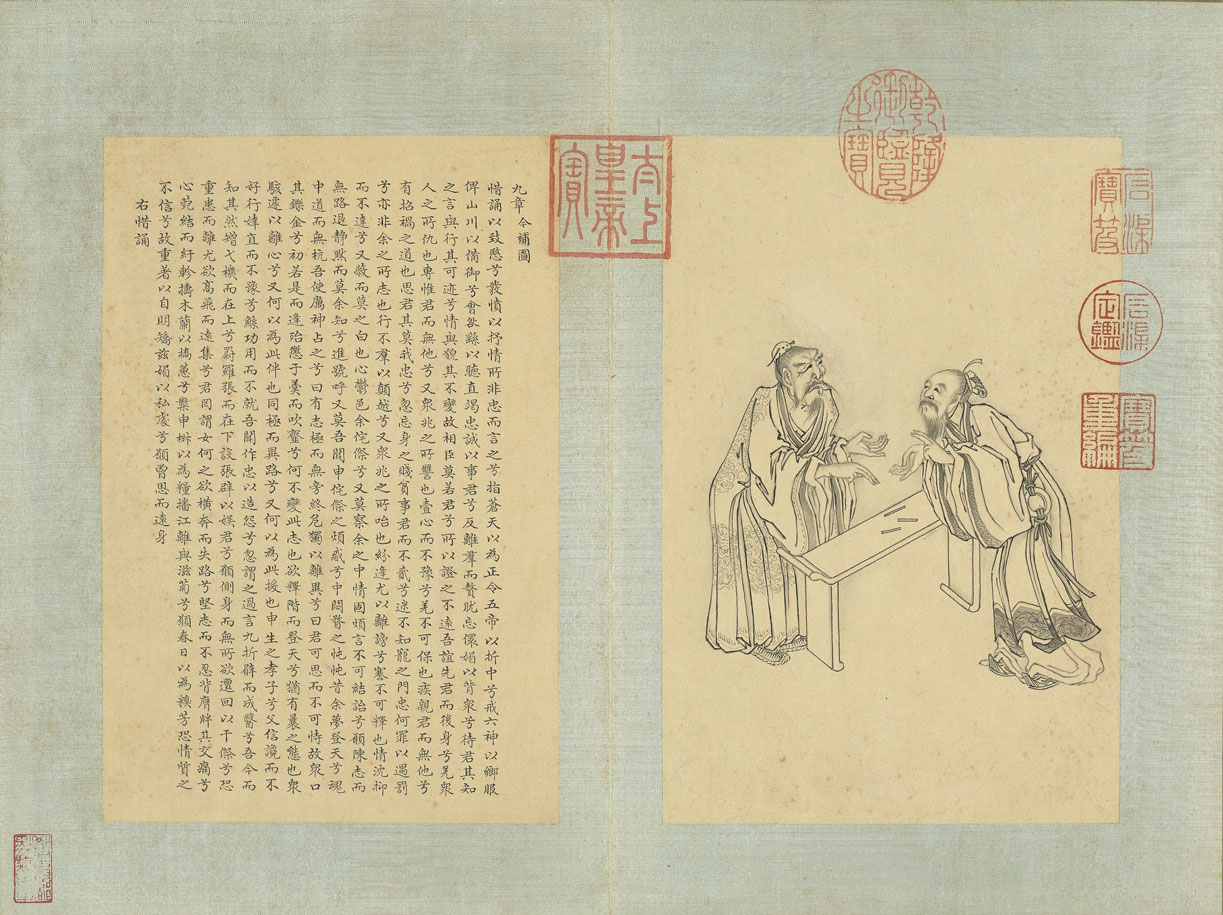 乾隆御覽之寶
石渠寶笈
石渠定鑑
寶笈重編
太上皇帝之寶
九章 今補圖
惜誦以致愍兮發憤以抒情所非忠而言之兮指蒼天以為正令五帝以折中兮戒六神以嚮服
俾山川以備御兮會咎繇以聽直竭忠誠以事君兮反離羣而贅肬忘儇媚以背衆兮待君其知
之言與行其可迹兮情與貌其不變故相臣莫若君兮所以證之不遠吾誼先君而後身兮羌衆
人之所仇也專惟君而無他兮又衆兆之所讐也壹心而不豫兮羌不可保也疾親君而無他兮
有招禍之道也思君其莫我忠兮忽忘身之賤貧事君而不貳兮迷不知寵之門忠何罪以遇罰
兮亦非余之所志也行不羣以顛越兮又衆兆之所咍也紛逢尤以離謗兮謇不可釋也情沈抑
而不達兮又蔽而莫之白也心鬱邑余侘傺兮又莫察余之中情固煩言不可結詒兮願陳志而
無路退靜黙而莫余知兮進號呼又莫吾聞申侘傺之煩惑兮中悶瞀之忳忳昔余夢登天兮魂
中道而無杭吾使厲神占之兮曰有志極而無旁終危獨以離異兮曰君可思而不可恃故衆口
其鑠金兮初若是而逢殆懲于羹而吹韲兮何不變此志也欲釋階而登天兮猶有曩之態也衆
駭遽以離心兮又何以為此伴也同極而異路兮又何以為此援也申生之孝子兮父信讒而不
好行婞直而不豫兮鯀功用而不就吾聞作忠以造怨兮忽謂之過言九折臂而成醫兮吾今而
知其然矰弋機而在上兮罻羅張而在下設張辟以娛君兮願側身而無所欲儃回以干傺兮恐
重患而離尤欲高飛而遠集兮君罔謂女何之欲橫奔而失路兮堅志而不忍背膺牉其交痛兮
心菀結而紆軫擣木蘭以撟蕙兮糳申椒以為糧播江離與滋菊兮願春日以為糗芳恐情質之
不信兮故重著以自明矯茲媚以私處兮願曾思而遠身
右惜誦